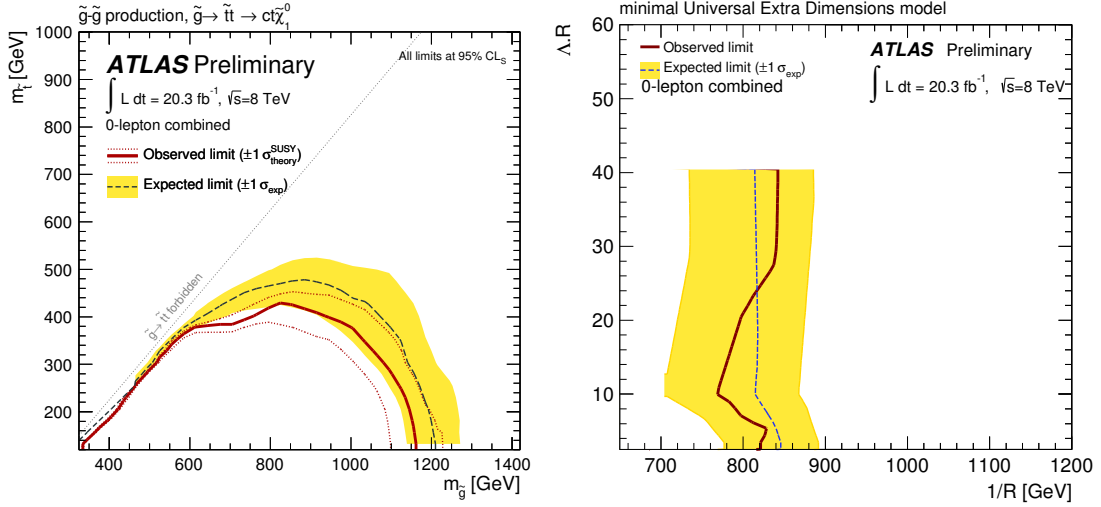 g̃-g̃ production, g̃→ t̃t → ctχ̃₁⁰
m_t̃ [GeV]
1000
900
800
700
600
500
400
300
200
ATLAS Preliminary
All limits at 95% CL_S
∫ L dt = 20.3 fb⁻¹, √s=8 TeV
0-lepton combined
Observed limit (±1 σ_theory^SUSY)
Expected limit (±1 σ_exp)
g̃→ t̃t forbidden
400 600 800 1000 1200 1400
m_g̃ [GeV]
minimal Universal Extra Dimensions model
Λ.R
60
50
40
30
20
10
Observed limit
Expected limit (±1 σ_exp)
0-lepton combined
ATLAS Preliminary
∫ L dt = 20.3 fb⁻¹, √s=8 TeV
700 800 900 1000 1100 1200
1/R [GeV]